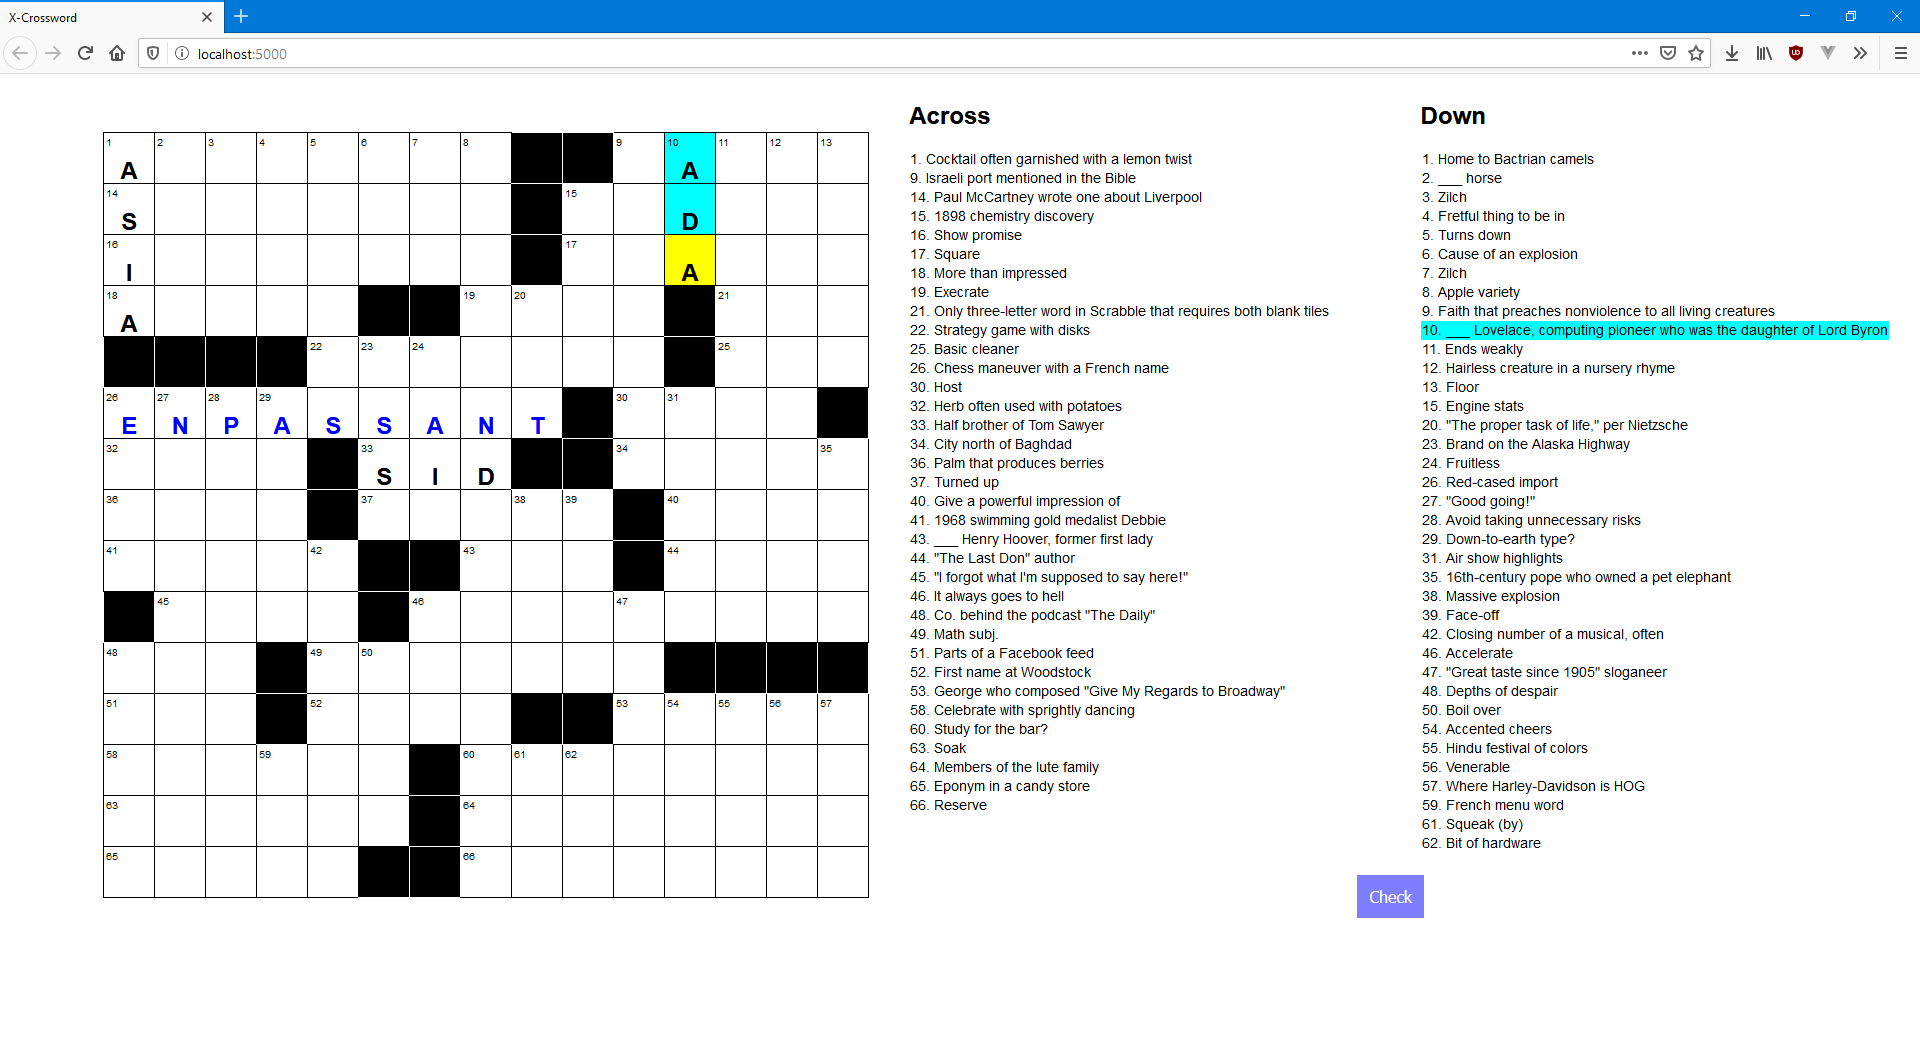 X-Crossword
localhost:5000
Across
1. Cocktail often garnished with a lemon twist
9. Israeli port mentioned in the Bible
14. Paul McCartney wrote one about Liverpool
15. 1898 chemistry discovery
16. Show promise
17. Square
18. More than impressed
19. Execrate
21. Only three-letter word in Scrabble that requires both blank tiles
22. Strategy game with disks
25. Basic cleaner
26. Chess maneuver with a French name
30. Host
32. Herb often used with potatoes
33. Half brother of Tom Sawyer
34. City north of Baghdad
36. Palm that produces berries
37. Turned up
40. Give a powerful impression of
41. 1968 swimming gold medalist Debbie
43. ___ Henry Hoover, former first lady
44. "The Last Don" author
45. "I forgot what I'm supposed to say here!"
46. It always goes to hell
48. Co. behind the podcast "The Daily"
49. Math subj.
51. Parts of a Facebook feed
52. First name at Woodstock
53. George who composed "Give My Regards to Broadway"
58. Celebrate with sprightly dancing
60. Study for the bar?
63. Soak
64. Members of the lute family
65. Eponym in a candy store
66. Reserve
Down
1. Home to Bactrian camels
2. ___ horse
3. Zilch
4. Fretful thing to be in
5. Turns down
6. Cause of an explosion
7. Zilch
8. Apple variety
9. Faith that preaches nonviolence to all living creatures
10. ___ Lovelace, computing pioneer who was the daughter of Lord Byron
11. Ends weakly
12. Hairless creature in a nursery rhyme
13. Floor
15. Engine stats
20. "The proper task of life," per Nietzsche
23. Brand on the Alaska Highway
24. Fruitless
26. Red-cased import
27. "Good going!"
28. Avoid taking unnecessary risks
29. Down-to-earth type?
31. Air show highlights
35. 16th-century pope who owned a pet elephant
38. Massive explosion
39. Face-off
42. Closing number of a musical, often
46. Accelerate
47. "Great taste since 1905" sloganeer
48. Depths of despair
50. Boil over
54. Accented cheers
55. Hindu festival of colors
56. Venerable
57. Where Harley-Davidson is HOG
59. French menu word
61. Squeak (by)
62. Bit of hardware
Check
1 2 3 4 5 6 7 8 9 10 11 12 13
A A
14 15
S D
16 17
I A
18 19 20 21
A
22 23 24 25
26 27 28 29 30 31
E N P A S S A N T
32 33 34 35
S I D
36 37 38 39 40
41 42 43 44
45 46 47
48 49 50
51 52 53 54 55 56 57
58 59 60 61 62
63 64
65 66